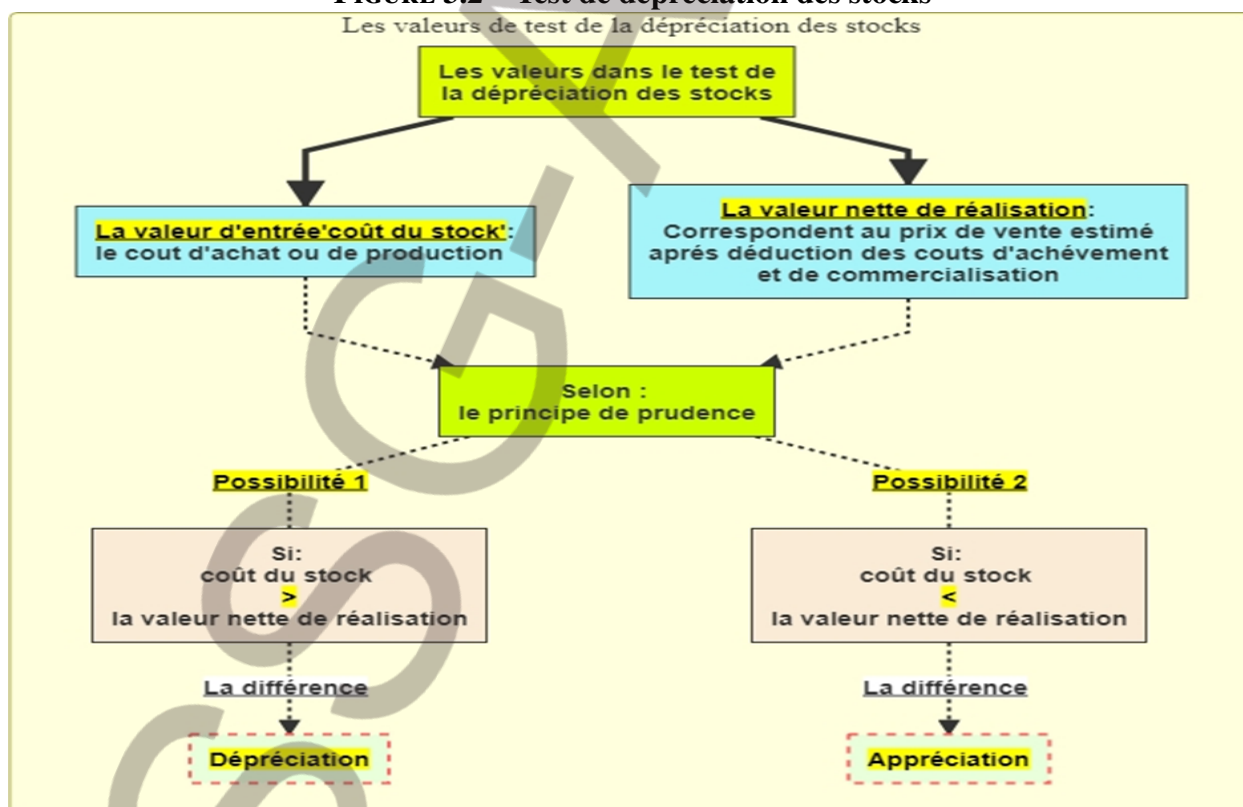 FIGURE 3.2 – Test de dépréciation des stocks
Les valeurs de test de la dépréciation des stocks
Les valeurs dans le test de
la dépréciation des stocks
La valeur d'entrée'coût du stock':
le cout d'achat ou de production
La valeur nette de réalisation:
Correspondent au prix de vente estimé
aprés déduction des couts d'achévement
et de commercialisation
Selon :
le principe de prudence
Possibilité 1
Possibilité 2
Si:
coût du stock
>
la valeur nette de réalisation
Si:
coût du stock
<
la valeur nette de réalisation
La différence
La différence
Dépréciation
Appréciation